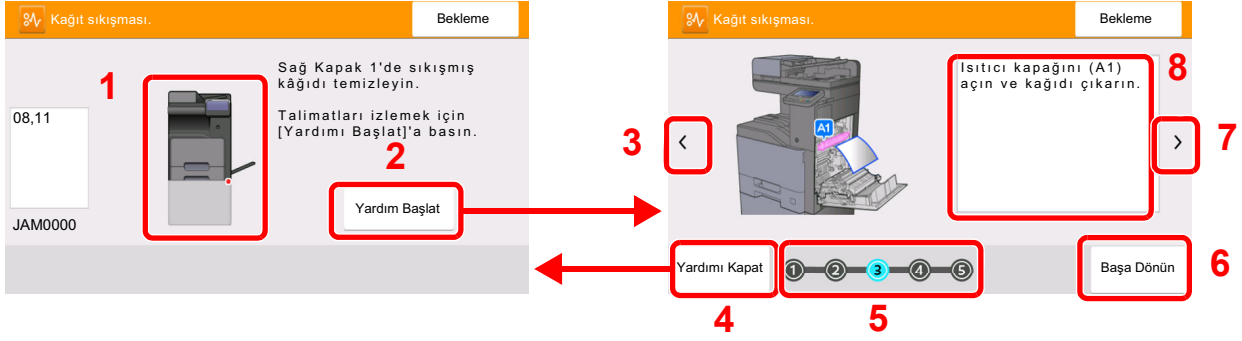 Kağıt sıkışması.
Bekleme
1
Sağ Kapak 1'de sıkışmış
kâğıdı temizleyin.
Talimatları izlemek için
[Yardımı Başlat]'a basın.
08,11
JAM0000
2
Yardım Başlat
Kağıt sıkışması.
Bekleme
3
A1
Isıtıcı kapağını (A1)
açın ve kağıdı çıkarın.
8
7
Yardımı Kapat
1 2 3 4 5
Başa Dönün
6
4
5